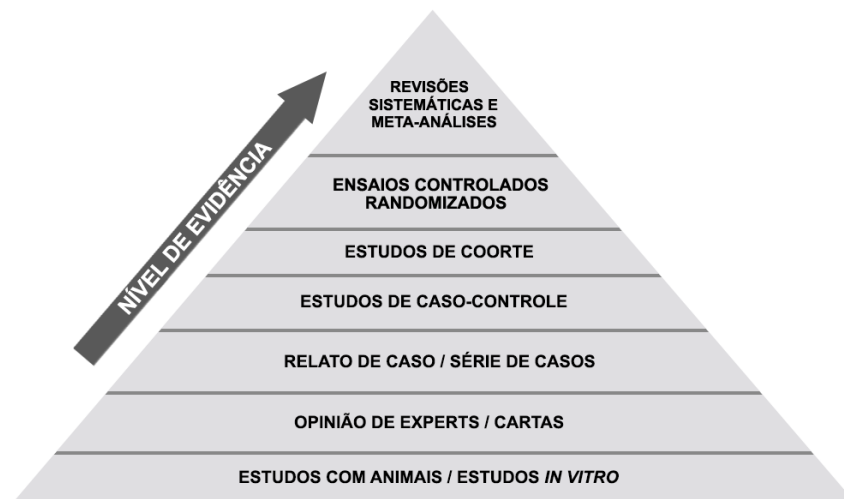 REVISÕES
SISTEMÁTICAS E
META-ANÁLISES
ENSAIOS CONTROLADOS
RANDOMIZADOS
ESTUDOS DE COORTE
ESTUDOS DE CASO-CONTROLE
RELATO DE CASO / SÉRIE DE CASOS
OPINIÃO DE EXPERTS / CARTAS
ESTUDOS COM ANIMAIS / ESTUDOS IN VITRO
NÍVEL DE EVIDÊNCIA